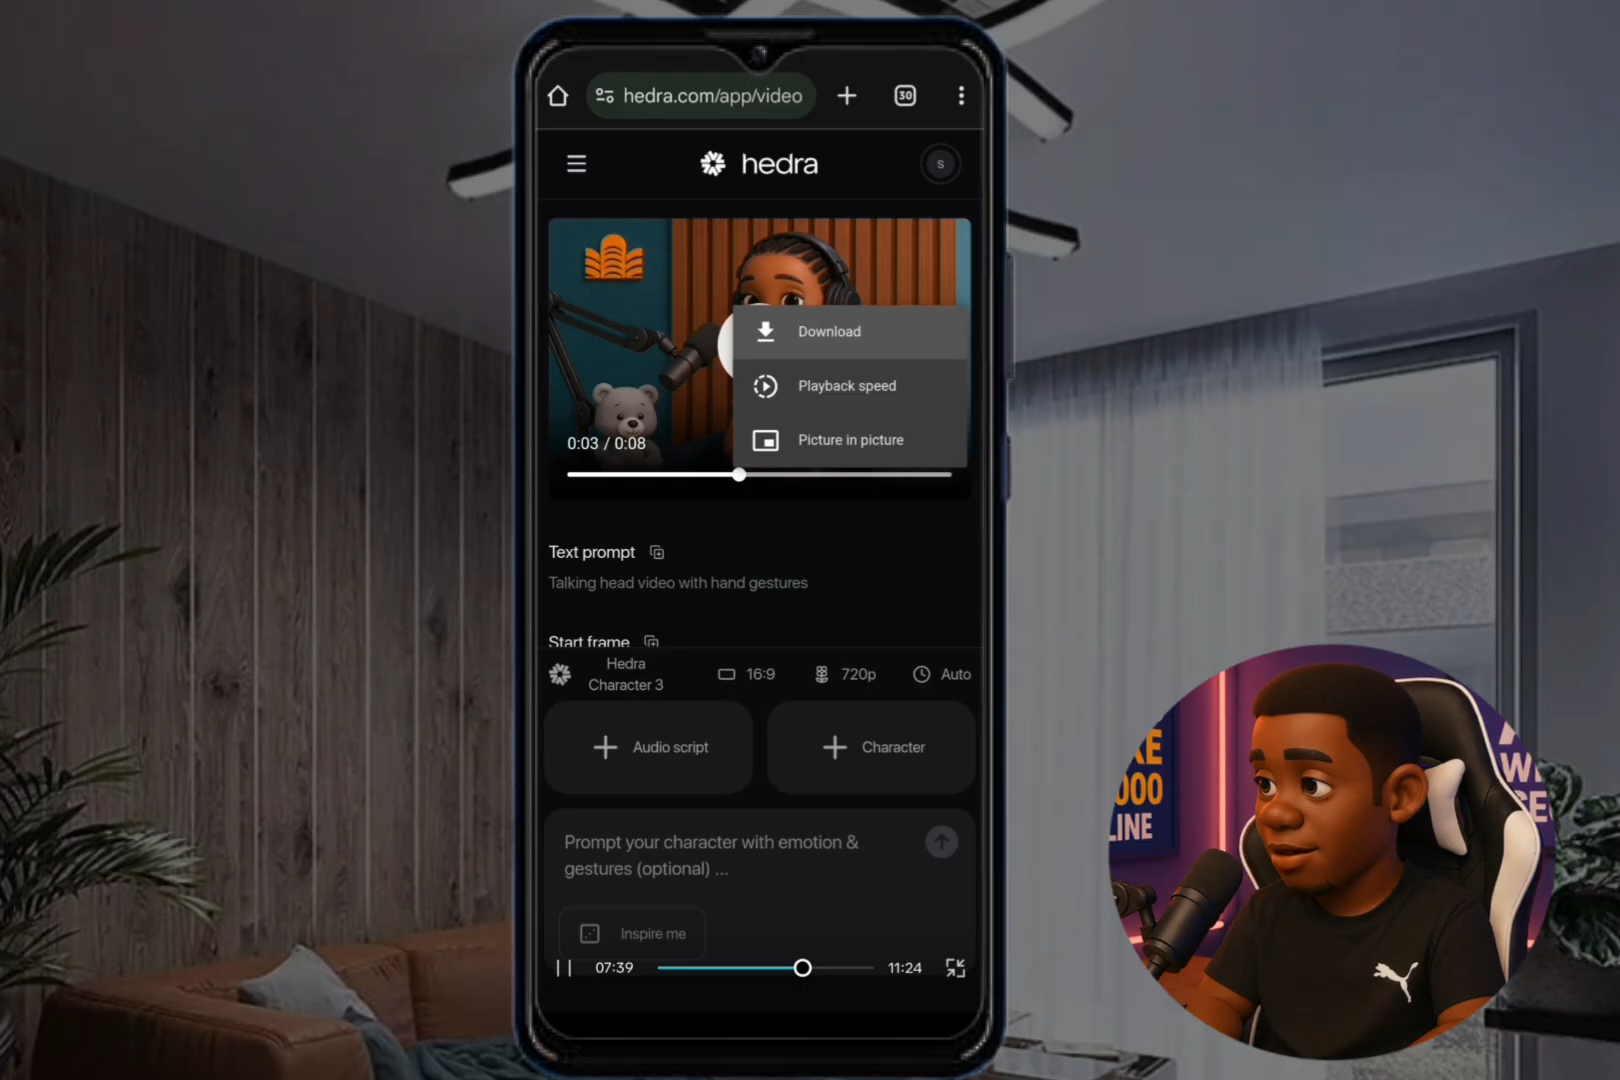 hedra.com/app/video
30
hedra
s
Download
Playback speed
Picture in picture
0:03 / 0:08
Text prompt
Talking head video with hand gestures
Start frame
Hedra
Character 3
16:9
720p
Auto
Audio script
Character
Prompt your character with emotion &
gestures (optional) ...
Inspire me
07:39
11:24
KE
000
LINE